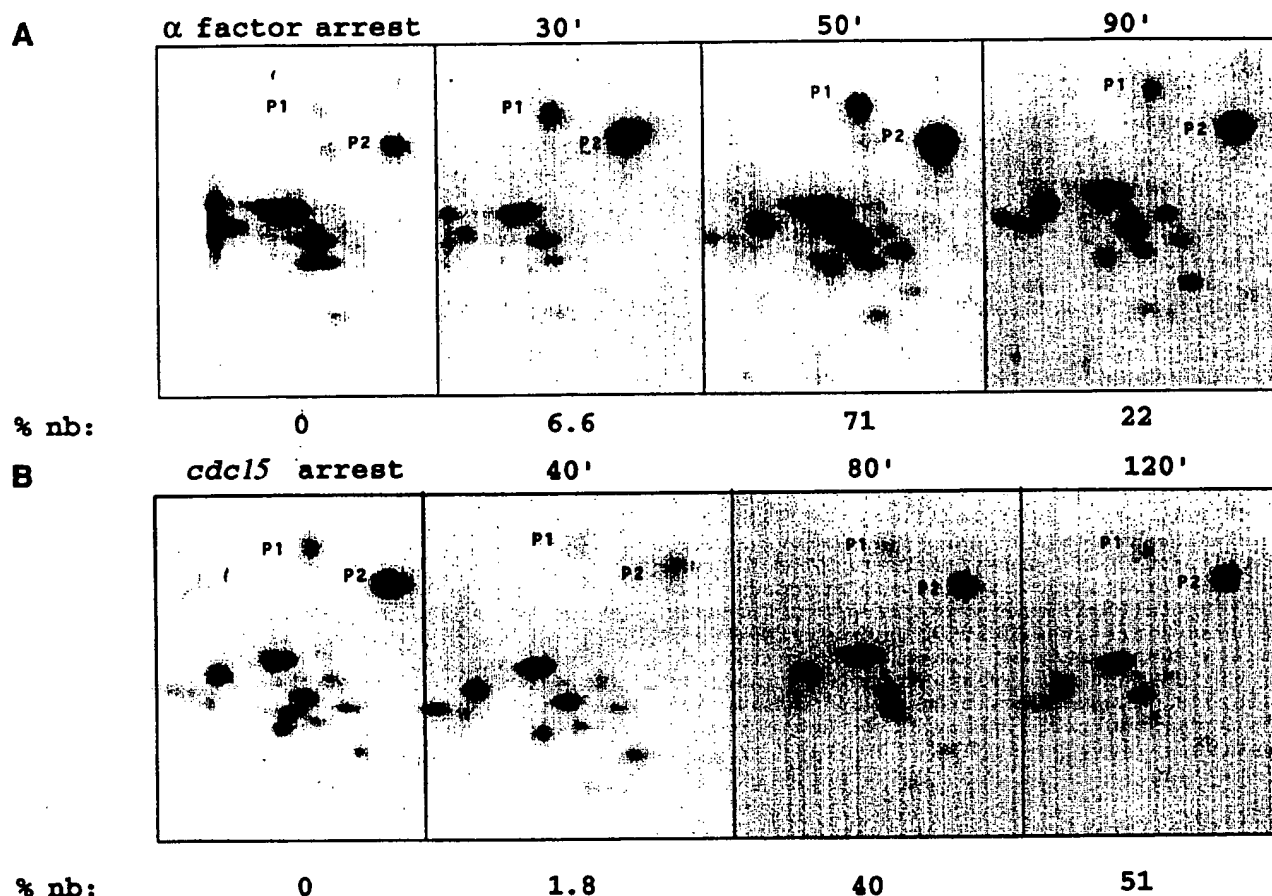 A
α factor arrest 30' 50' 90'
P1 P1 P1 P1
P2 P2 P2 P2
% nb: 0 6.6 71 22
B
cdc15 arrest 40' 80' 120'
P1 P1 P1 P1
P2 P2 P2 P2
% nb: 0 1.8 40 51